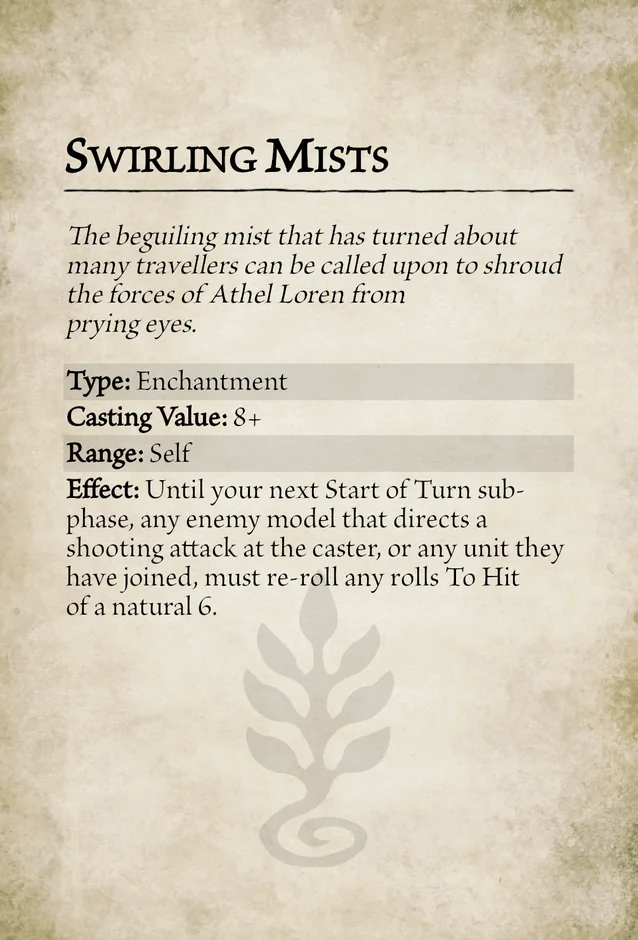 Swirling Mists
The beguiling mist that has turned about
many travellers can be called upon to shroud
the forces of Athel Loren from
prying eyes.
Type: Enchantment
Casting Value: 8+
Range: Self
Effect: Until your next Start of Turn sub-
phase, any enemy model that directs a
shooting attack at the caster, or any unit they
have joined, must re-roll any rolls To Hit
of a natural 6.